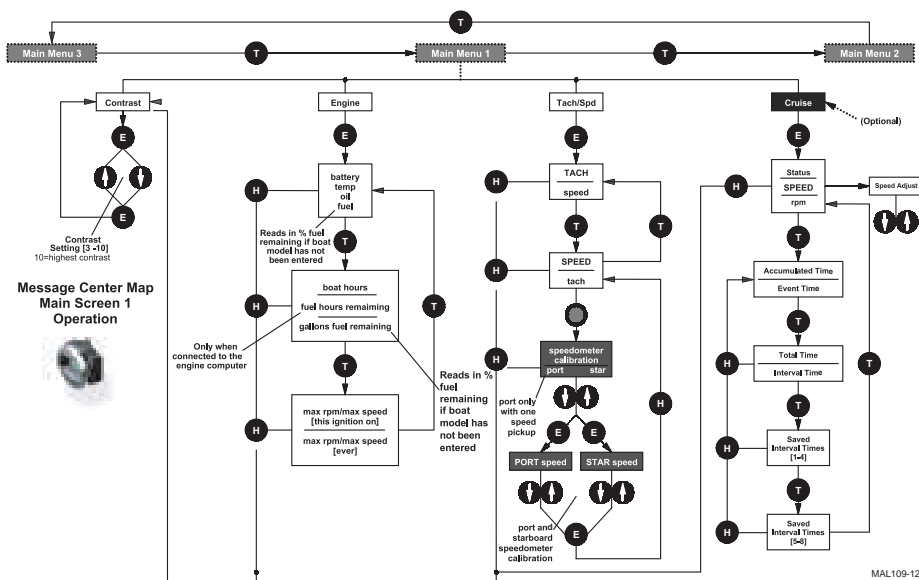 T
Main Menu 3
T
Main Menu 1
T
Main Menu 2
Contrast
Engine
Tach/Spd
Cruise
(Optional)
E
E
E
E
H
battery
temp
oil
fuel
H
TACH
speed
H
Status
SPEED
rpm
Speed Adjust
E
Contrast
Setting [3 -10]
10=highest contrast
Reads in % fuel
remaining if boat
model has not
been entered
T
T
T
T
H
SPEED
tach
Accumulated Time
Event Time
Message Center Map
Main Screen 1
Operation
H
boat hours
fuel hours remaining
gallons fuel remaining
T
T
Only when
connected to the
engine computer
T
Reads in %
fuel
remaining
if boat
model has
not been
entered
H
speedometer
calibration
port star
H
H
Total Time
Interval Time
T
port only
with one
speed
pickup
T
H
max rpm/max speed
[this ignition on]
max rpm/max speed
[ever]
E
E
PORT speed
STAR speed
H
Saved
Interval Times
[1-4]
T
port and
starboard
speedometer
calibration
E
H
Saved
Interval Times
[5-8]
MAL109-12